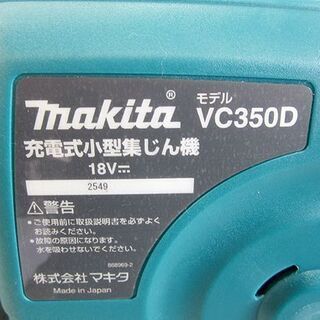 makita® モデル VC350D
充電式小型集じん機
18V⎓
2549
⚠警告
•ご使用前に取扱説明書を必ずよく
お読みください。
•故障の原因になります。
水を吸わせないでください。
868969-2
株式会社 マキタ
Made in Japan